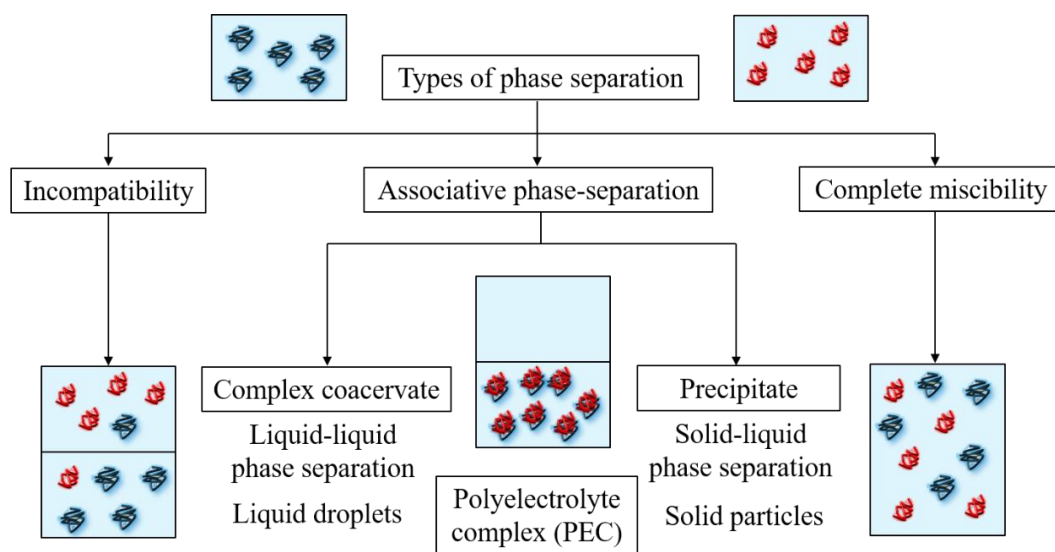 Types of phase separation
Incompatibility
Associative phase-separation
Complete miscibility
Complex coacervate
Liquid-liquid
phase separation
Liquid droplets
Polyelectrolyte
complex (PEC)
Precipitate
Solid-liquid
phase separation
Solid particles